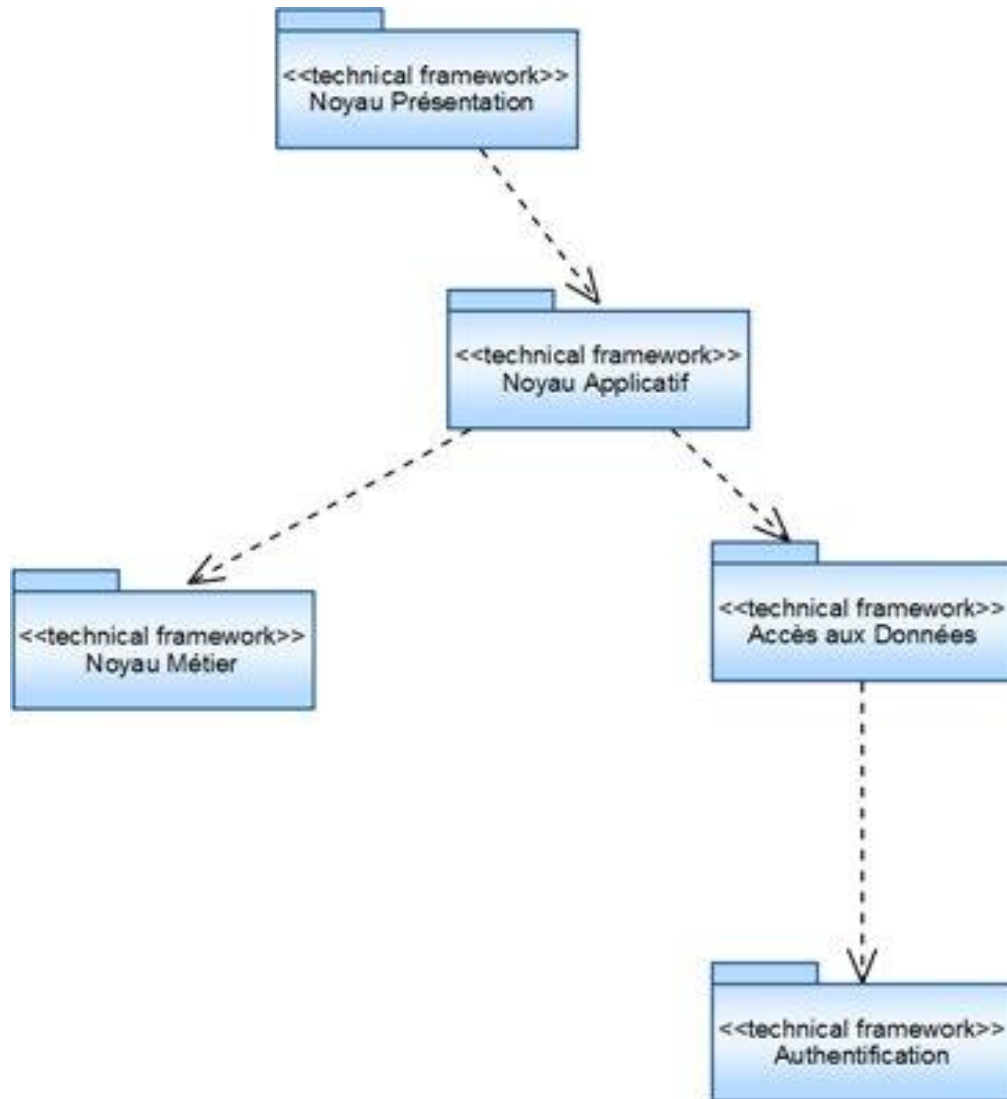 <<technical framework>>
Noyau Présentation
<<technical framework>>
Noyau Applicatif
<<technical framework>>
Noyau Métier
<<technical framework>>
Accès aux Données
<<technical framework>>
Authentification